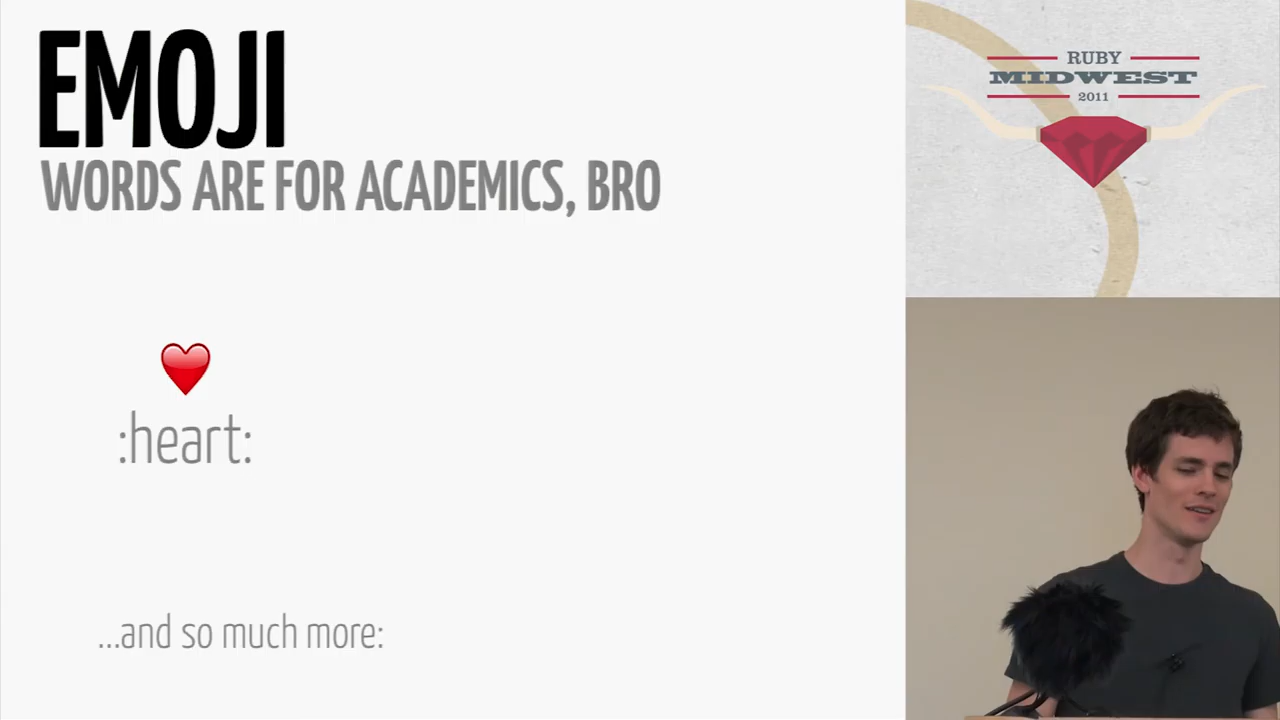 EMOJI
WORDS ARE FOR ACADEMICS, BRO
:heart:
...and so much more:
RUBY
MIDWEST
2011